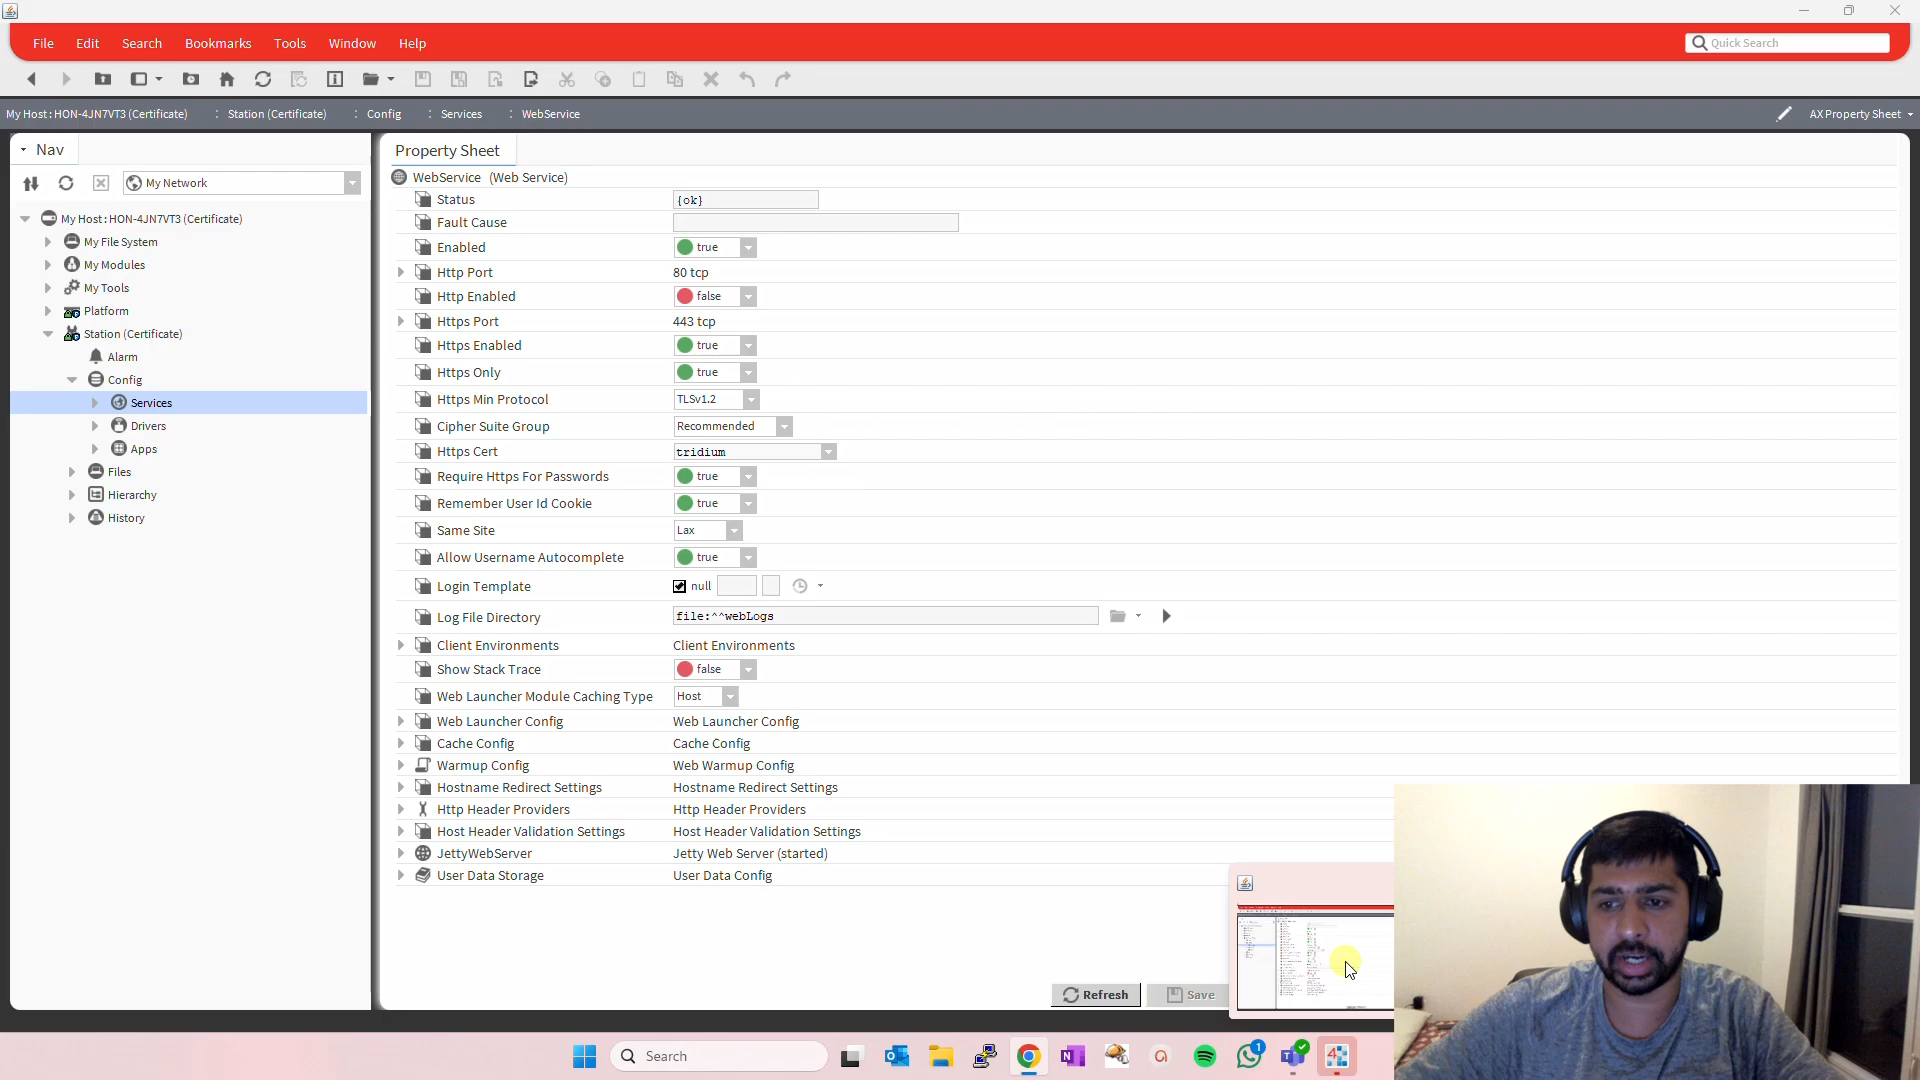 File Edit Search Bookmarks Tools Window Help
Quick Search
My Host : HON-4JN7VT3 (Certificate) : Station (Certificate) : Config : Services : WebService
AX Property Sheet
Nav
My Network
My Host : HON-4JN7VT3 (Certificate)
My File System
My Modules
My Tools
Platform
Station (Certificate)
Alarm
Config
Services
Drivers
Apps
Files
Hierarchy
History
Property Sheet
WebService (Web Service)
Status {ok}
Fault Cause
Enabled true
Http Port 80 tcp
Http Enabled false
Https Port 443 tcp
Https Enabled true
Https Only true
Https Min Protocol TLSv1.2
Cipher Suite Group Recommended
Https Cert tridium
Require Https For Passwords true
Remember User Id Cookie true
Same Site Lax
Allow Username Autocomplete true
Login Template null
Log File Directory file:^^webLogs
Client Environments Client Environments
Show Stack Trace false
Web Launcher Module Caching Type Host
Web Launcher Config Web Launcher Config
Cache Config Cache Config
Warmup Config Web Warmup Config
Hostname Redirect Settings Hostname Redirect Settings
Http Header Providers Http Header Providers
Host Header Validation Settings Host Header Validation Settings
JettyWebServer Jetty Web Server (started)
User Data Storage User Data Config
Refresh Save
Search
1